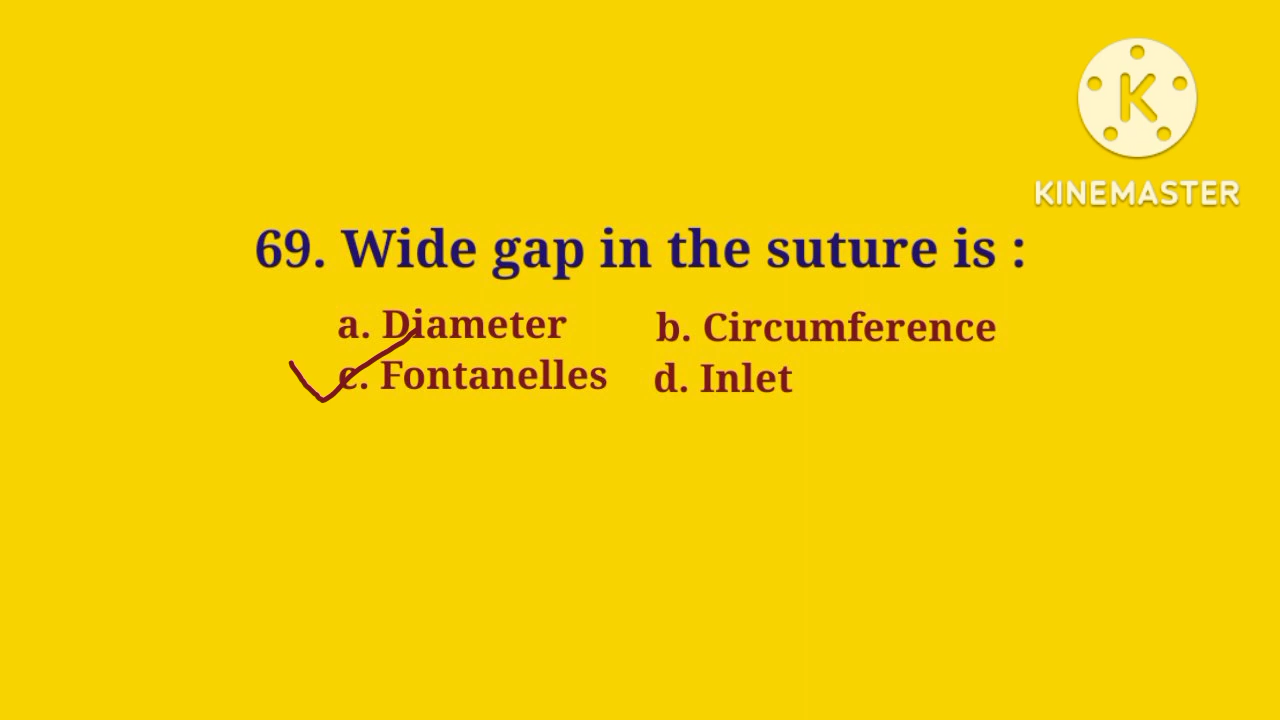 K
KINEMASTER
69. Wide gap in the suture is :
a. Diameter b. Circumference
c. Fontanelles d. Inlet